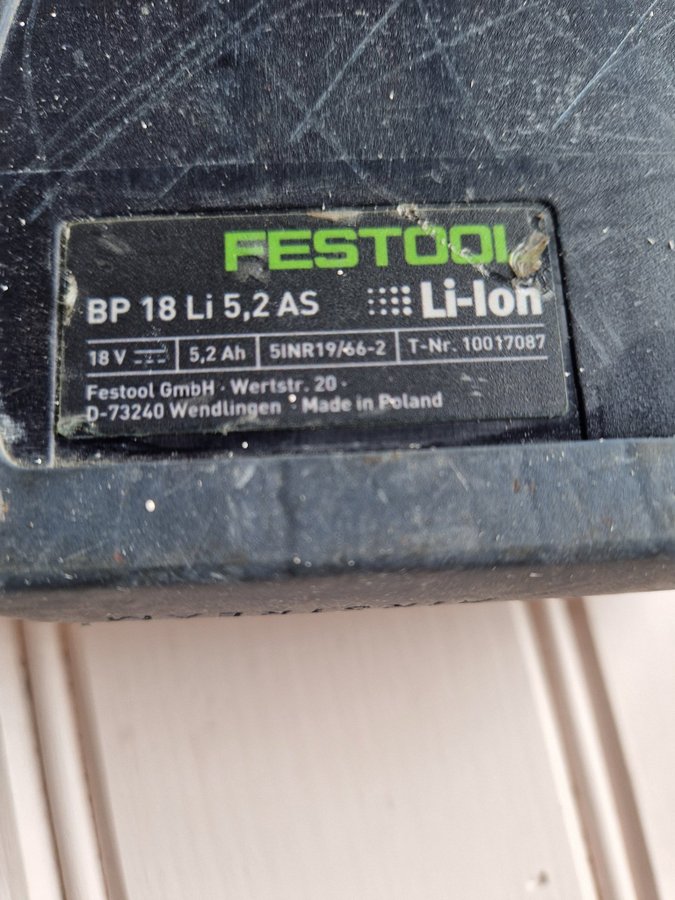 FESTOOL
BP 18 Li 5,2 AS Li-Ion
18 V 5,2 Ah 5INR19/66-2 T-Nr. 10017087
Festool GmbH · Wertstr. 20 ·
D-73240 Wendlingen · Made in Poland